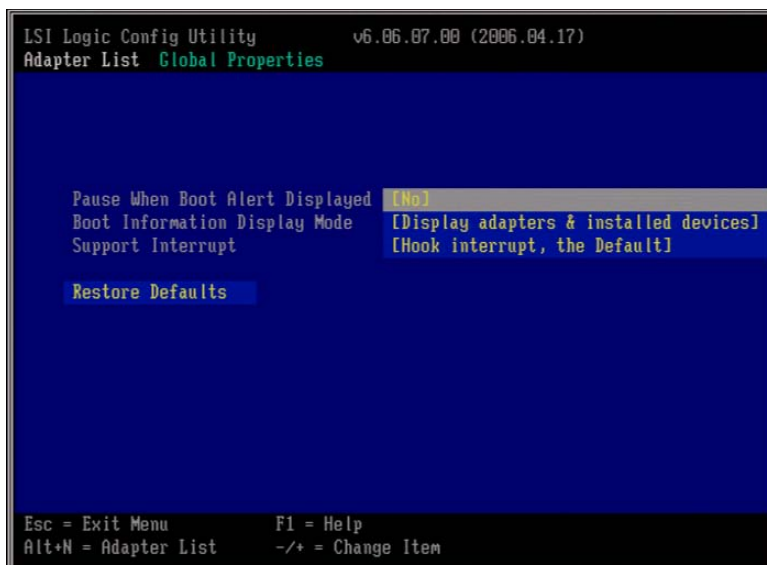 LSI Logic Config Utility v6.06.07.00 (2006.04.17)
Adapter List Global Properties
Pause When Boot Alert Displayed [No]
Boot Information Display Mode [Display adapters & installed devices]
Support Interrupt [Hook interrupt, the Default]
Restore Defaults
Esc = Exit Menu F1 = Help
Alt+N = Adapter List -/+ = Change Item